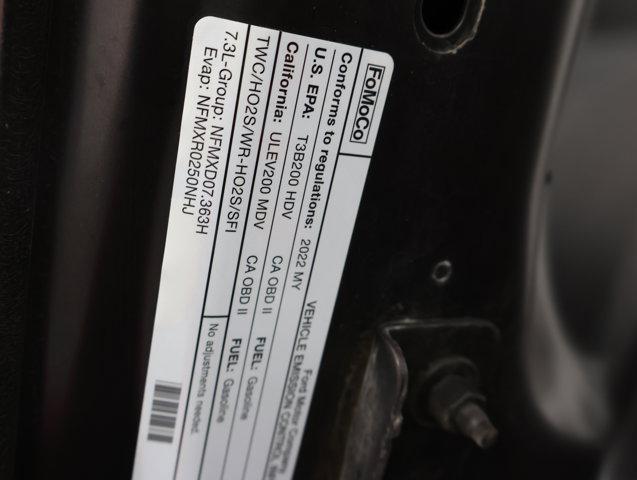 FoMoCo
Ford Motor Company
VEHICLE EMISSION CONTROL
Conforms to regulations: 2022 MY
U.S. EPA: T3B200 HDV CA OBD II FUEL: Gasoline
California: ULEV200 MDV CA OBD II FUEL: Gasoline
TWC/HO2S/WR-HO2S/SFI
No adjustments needed.
7.3L-Group: NFMXD07.363H
Evap: NFMXR0250NHJ